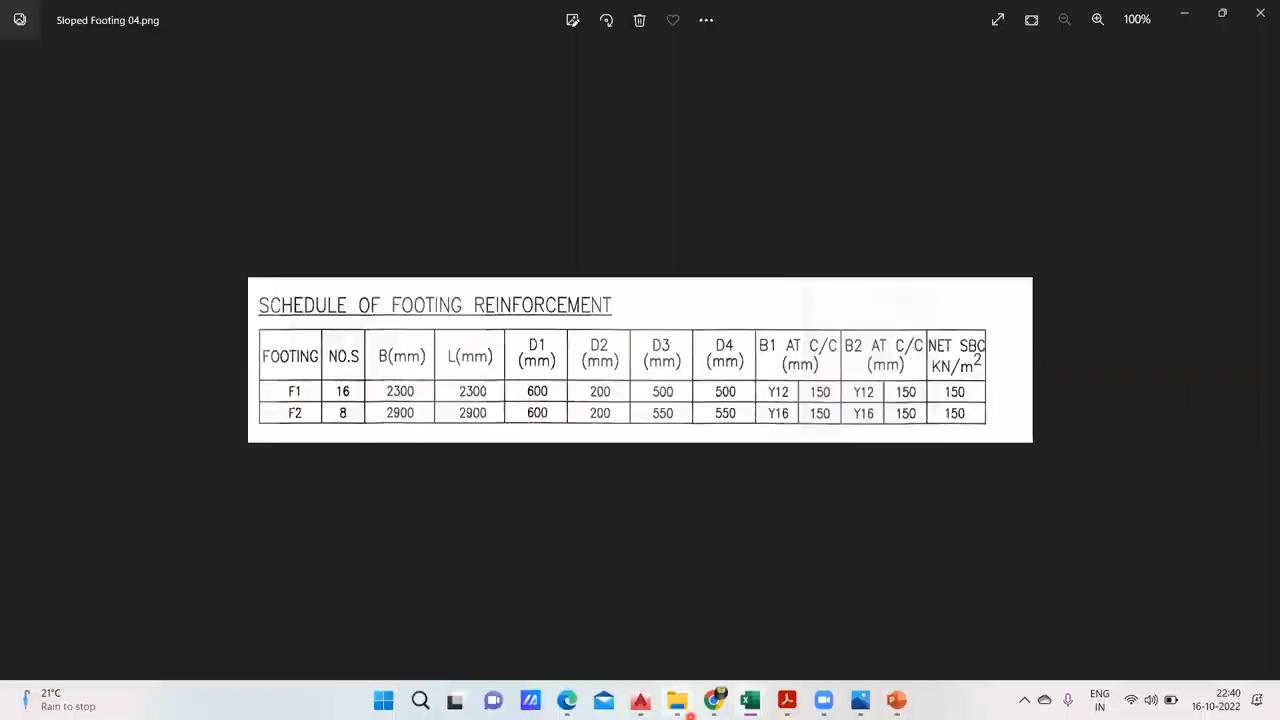 Sloped Footing 04.png
100%
SCHEDULE OF FOOTING REINFORCEMENT
FOOTING NO.S B(mm) L(mm) D1 (mm) D2 (mm) D3 (mm) D4 (mm) B1 AT C/C (mm) B2 AT C/C (mm) NET SBC KN/m²
F1 16 2300 2300 600 200 500 500 Y12 150 Y12 150 150
F2 8 2900 2900 600 200 550 550 Y16 150 Y16 150 150
21°C
Rain to stop
ENG
IN
22:40
16-10-2022